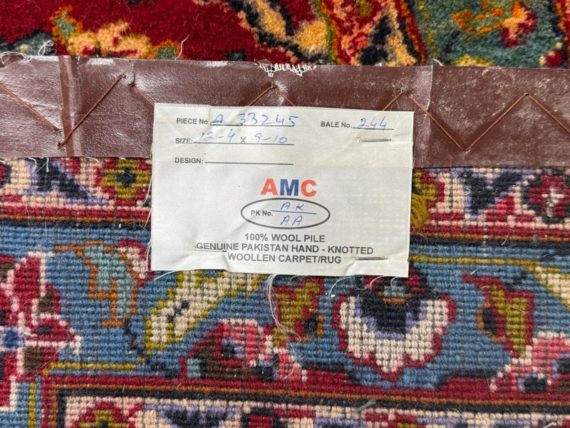 PIECE No. A 33245 BALE No. 244
SIZE: 12-4 x 9-10
DESIGN:
AMC
PK No. AK
AA
100% WOOL PILE
GENUINE PAKISTAN HAND - KNOTTED
WOOLLEN CARPET/RUG